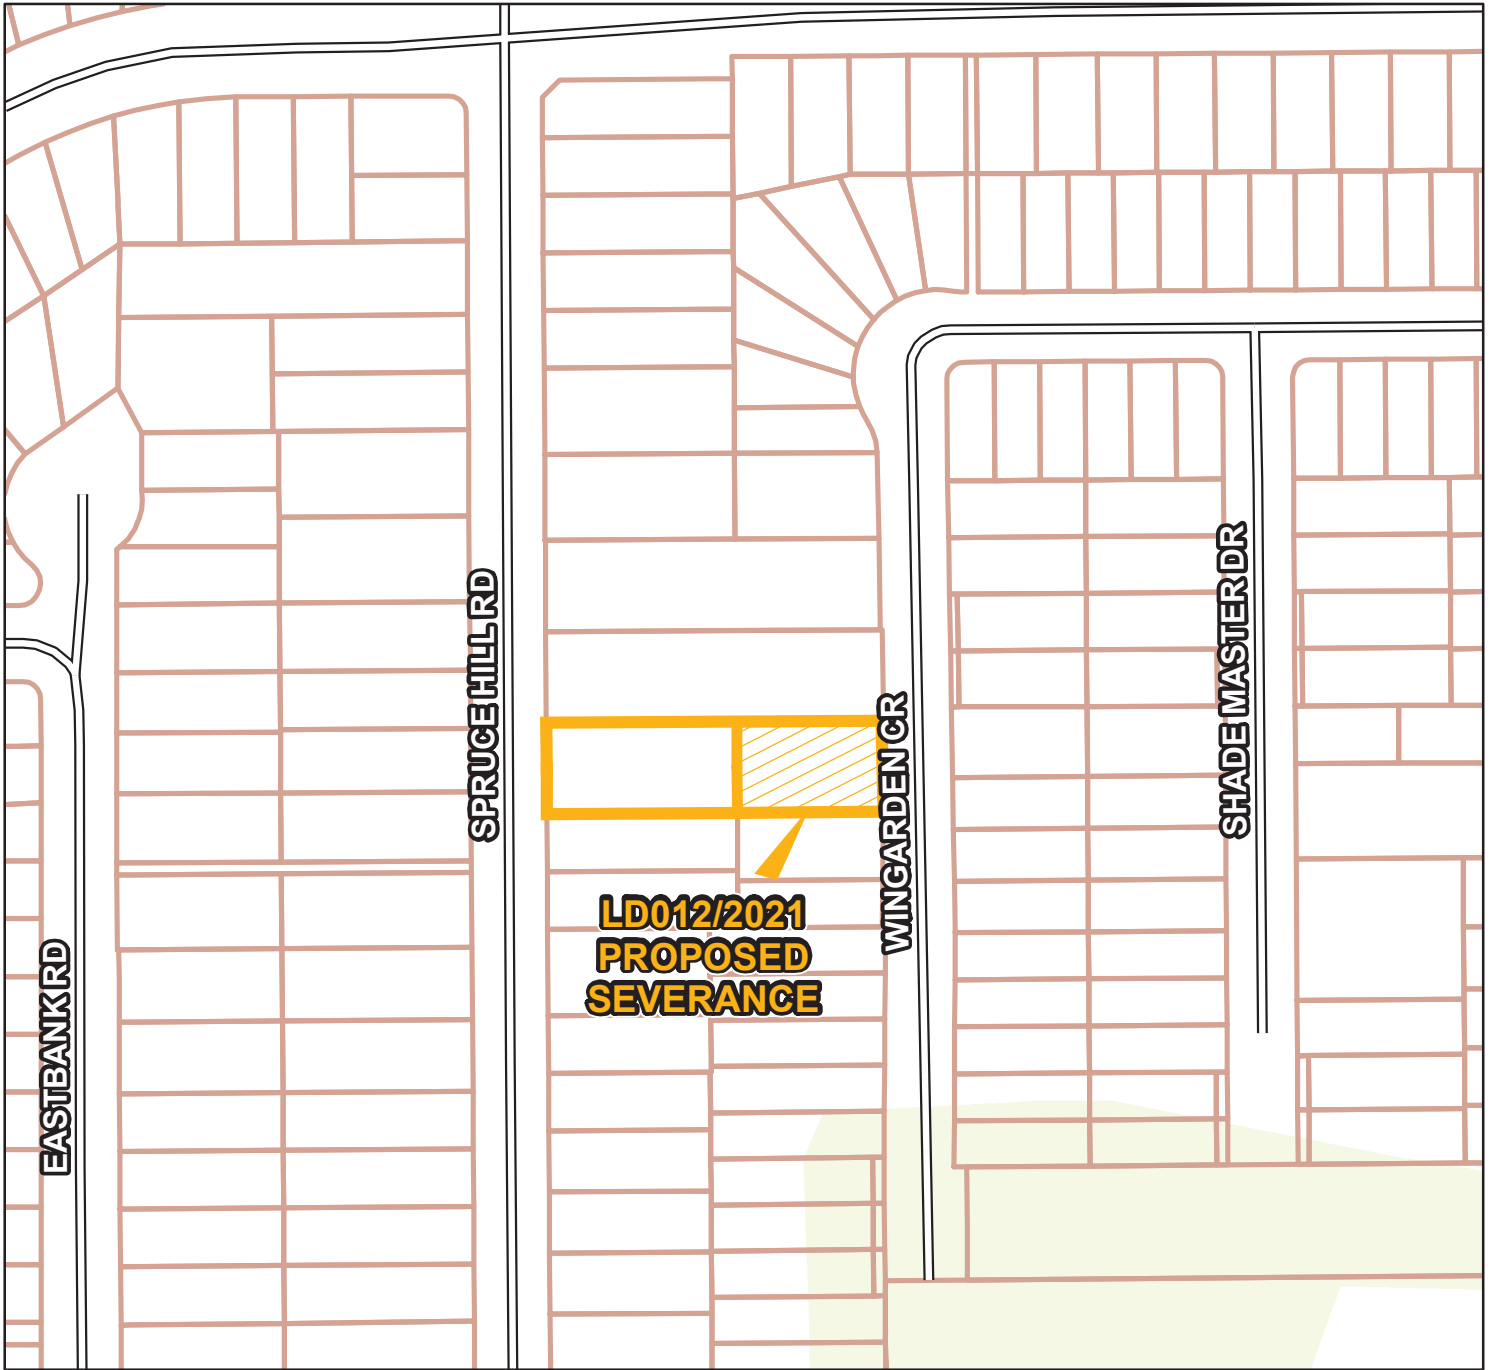 SPRUCE HILL RD
SHADE MASTER DR
WINGARDEN CR
EASTBANK RD
LD012/2021
PROPOSED
SEVERANCE